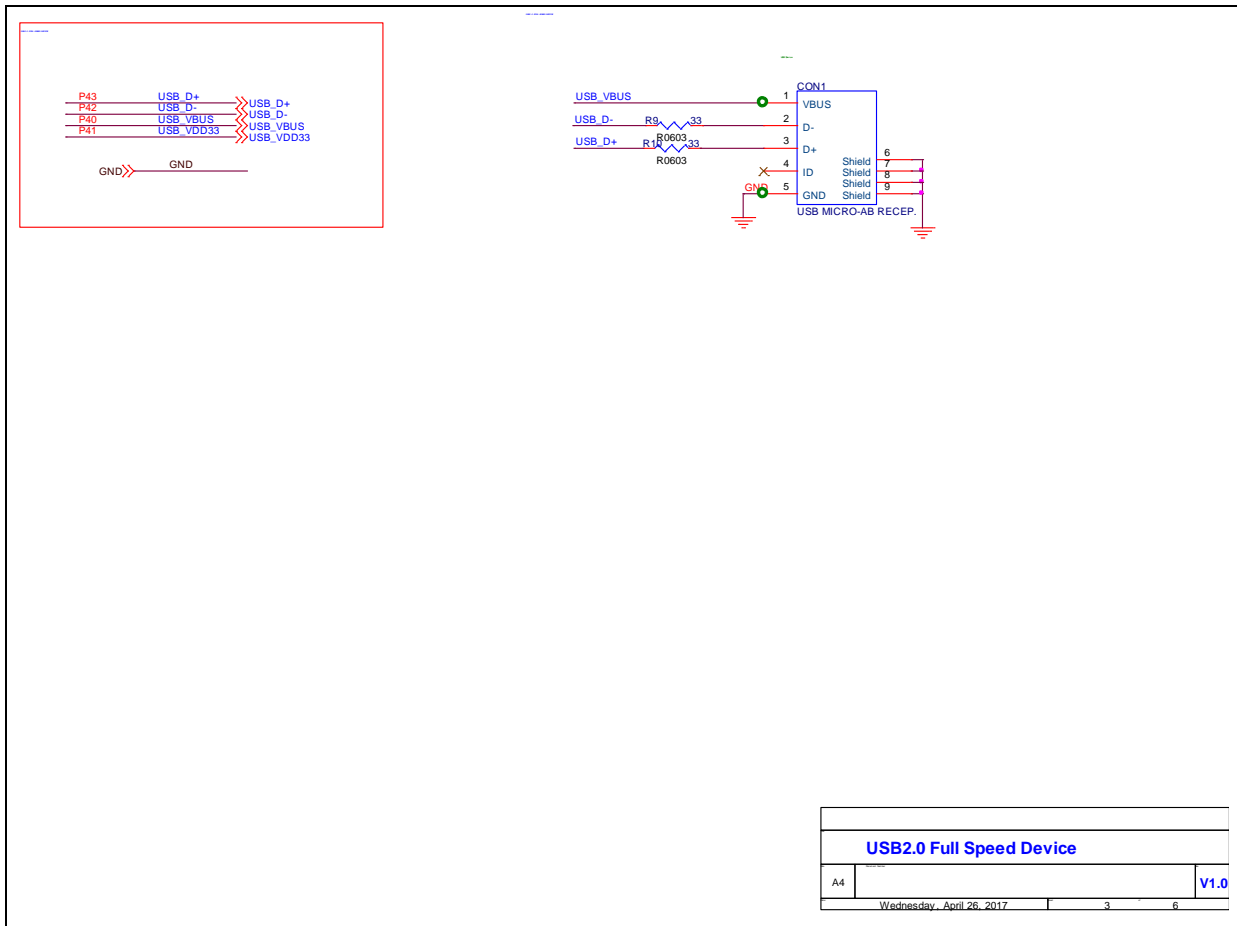 P43 USB_D+ USB_D+
P42 USB_D- USB_D-
P40 USB_VBUS USB_VBUS
P41 USB_VDD33 USB_VDD33
GND GND
CON1
USB_VBUS 1 VBUS
USB_D- R9 33 2 D-
R0603
USB_D+ R10 33 3 D+
R0603
4 ID
GND 5 GND
6 Shield
7 Shield
8 Shield
9 Shield
USB MICRO-AB RECEP.
USB2.0 Full Speed Device
A4 V1.0
Wednesday, April 26, 2017 3 6